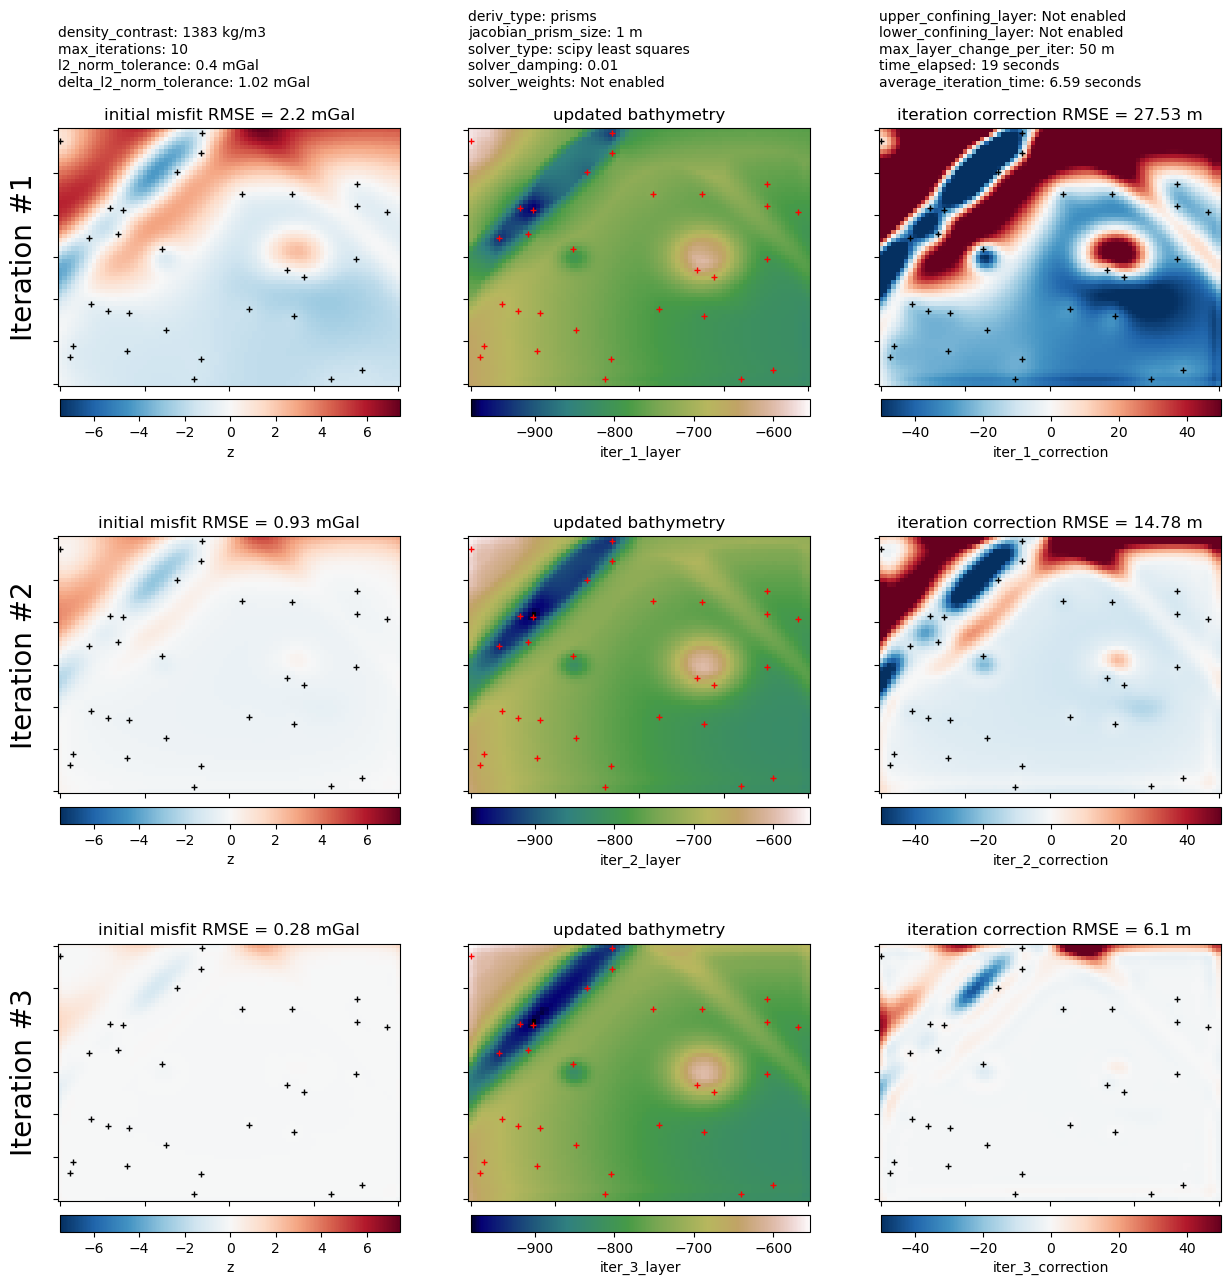 density_contrast: 1383 kg/m3
max_iterations: 10
l2_norm_tolerance: 0.4 mGal
delta_l2_norm_tolerance: 1.02 mGal
deriv_type: prisms
jacobian_prism_size: 1 m
solver_type: scipy least squares
solver_damping: 0.01
solver_weights: Not enabled
upper_confining_layer: Not enabled
lower_confining_layer: Not enabled
max_layer_change_per_iter: 50 m
time_elapsed: 19 seconds
average_iteration_time: 6.59 seconds
Iteration #1
initial misfit RMSE = 2.2 mGal
−6 −4 −2 0 2 4 6
z
updated bathymetry
−900 −800 −700 −600
iter_1_layer
iteration correction RMSE = 27.53 m
−40 −20 0 20 40
iter_1_correction
Iteration #2
initial misfit RMSE = 0.93 mGal
−6 −4 −2 0 2 4 6
z
updated bathymetry
−900 −800 −700 −600
iter_2_layer
iteration correction RMSE = 14.78 m
−40 −20 0 20 40
iter_2_correction
Iteration #3
initial misfit RMSE = 0.28 mGal
−6 −4 −2 0 2 4 6
z
updated bathymetry
−900 −800 −700 −600
iter_3_layer
iteration correction RMSE = 6.1 m
−40 −20 0 20 40
iter_3_correction